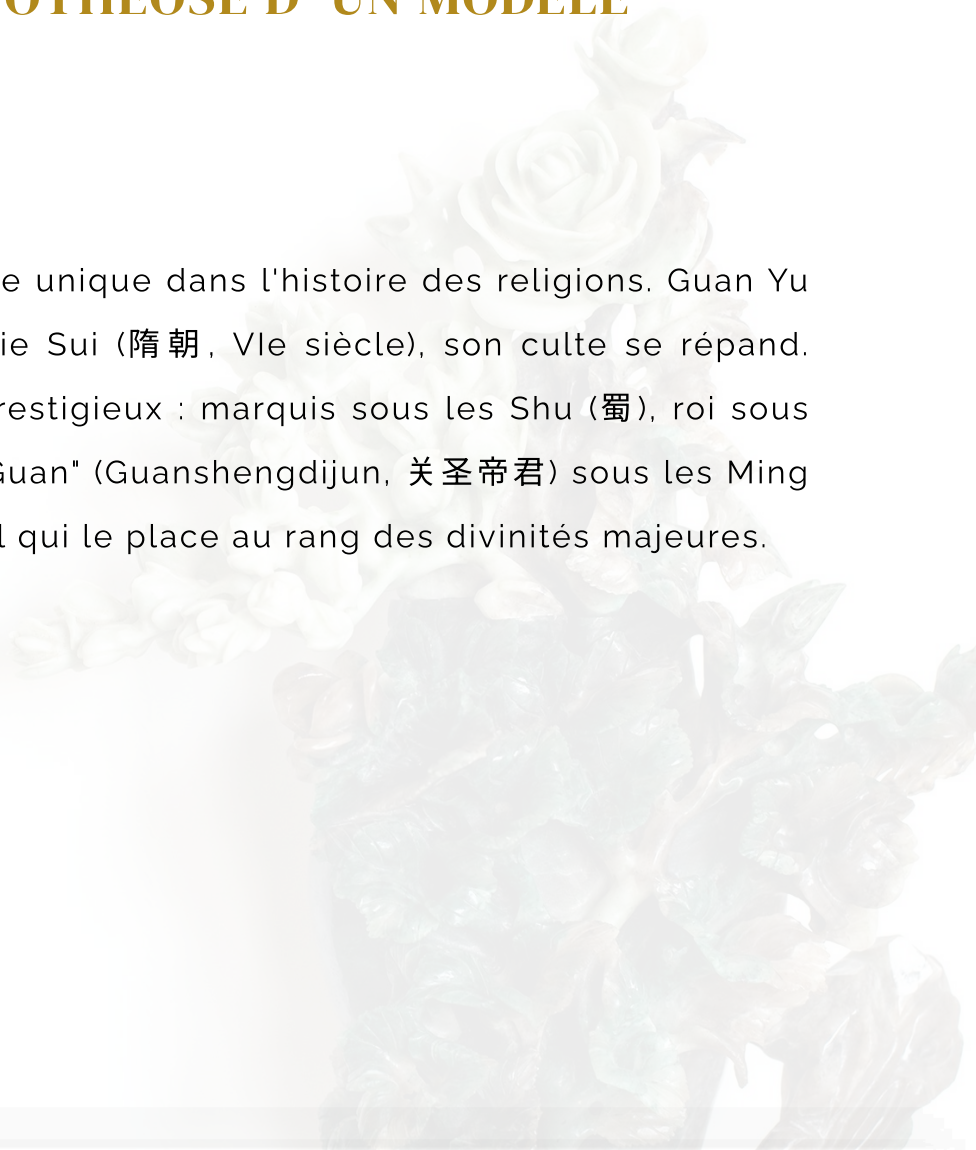 OTHÉOSE D' UN MODÈLE
e unique dans l'histoire des religions. Guan Yu
ie Sui (隋朝, VIe siècle), son culte se répand.
restigieux : marquis sous les Shu (蜀), roi sous
Guan" (Guanshengdijun, 关圣帝君) sous les Ming
l qui le place au rang des divinités majeures.